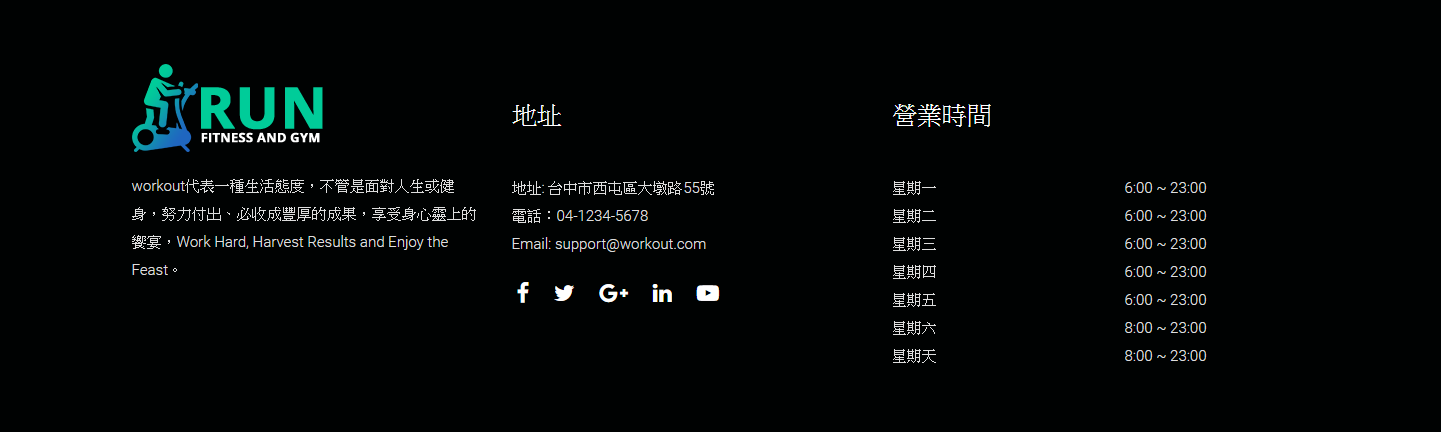 RUN
FITNESS AND GYM
workout代表一種生活態度，不管是面對人生或健
身，努力付出、必收成豐厚的成果，享受身心靈上的
饗宴，Work Hard, Harvest Results and Enjoy the
Feast。
地址
地址: 台中市西屯區大墩路55號
電話：04-1234-5678
Email: support@workout.com
營業時間
星期一 6:00 ~ 23:00
星期二 6:00 ~ 23:00
星期三 6:00 ~ 23:00
星期四 6:00 ~ 23:00
星期五 6:00 ~ 23:00
星期六 8:00 ~ 23:00
星期天 8:00 ~ 23:00